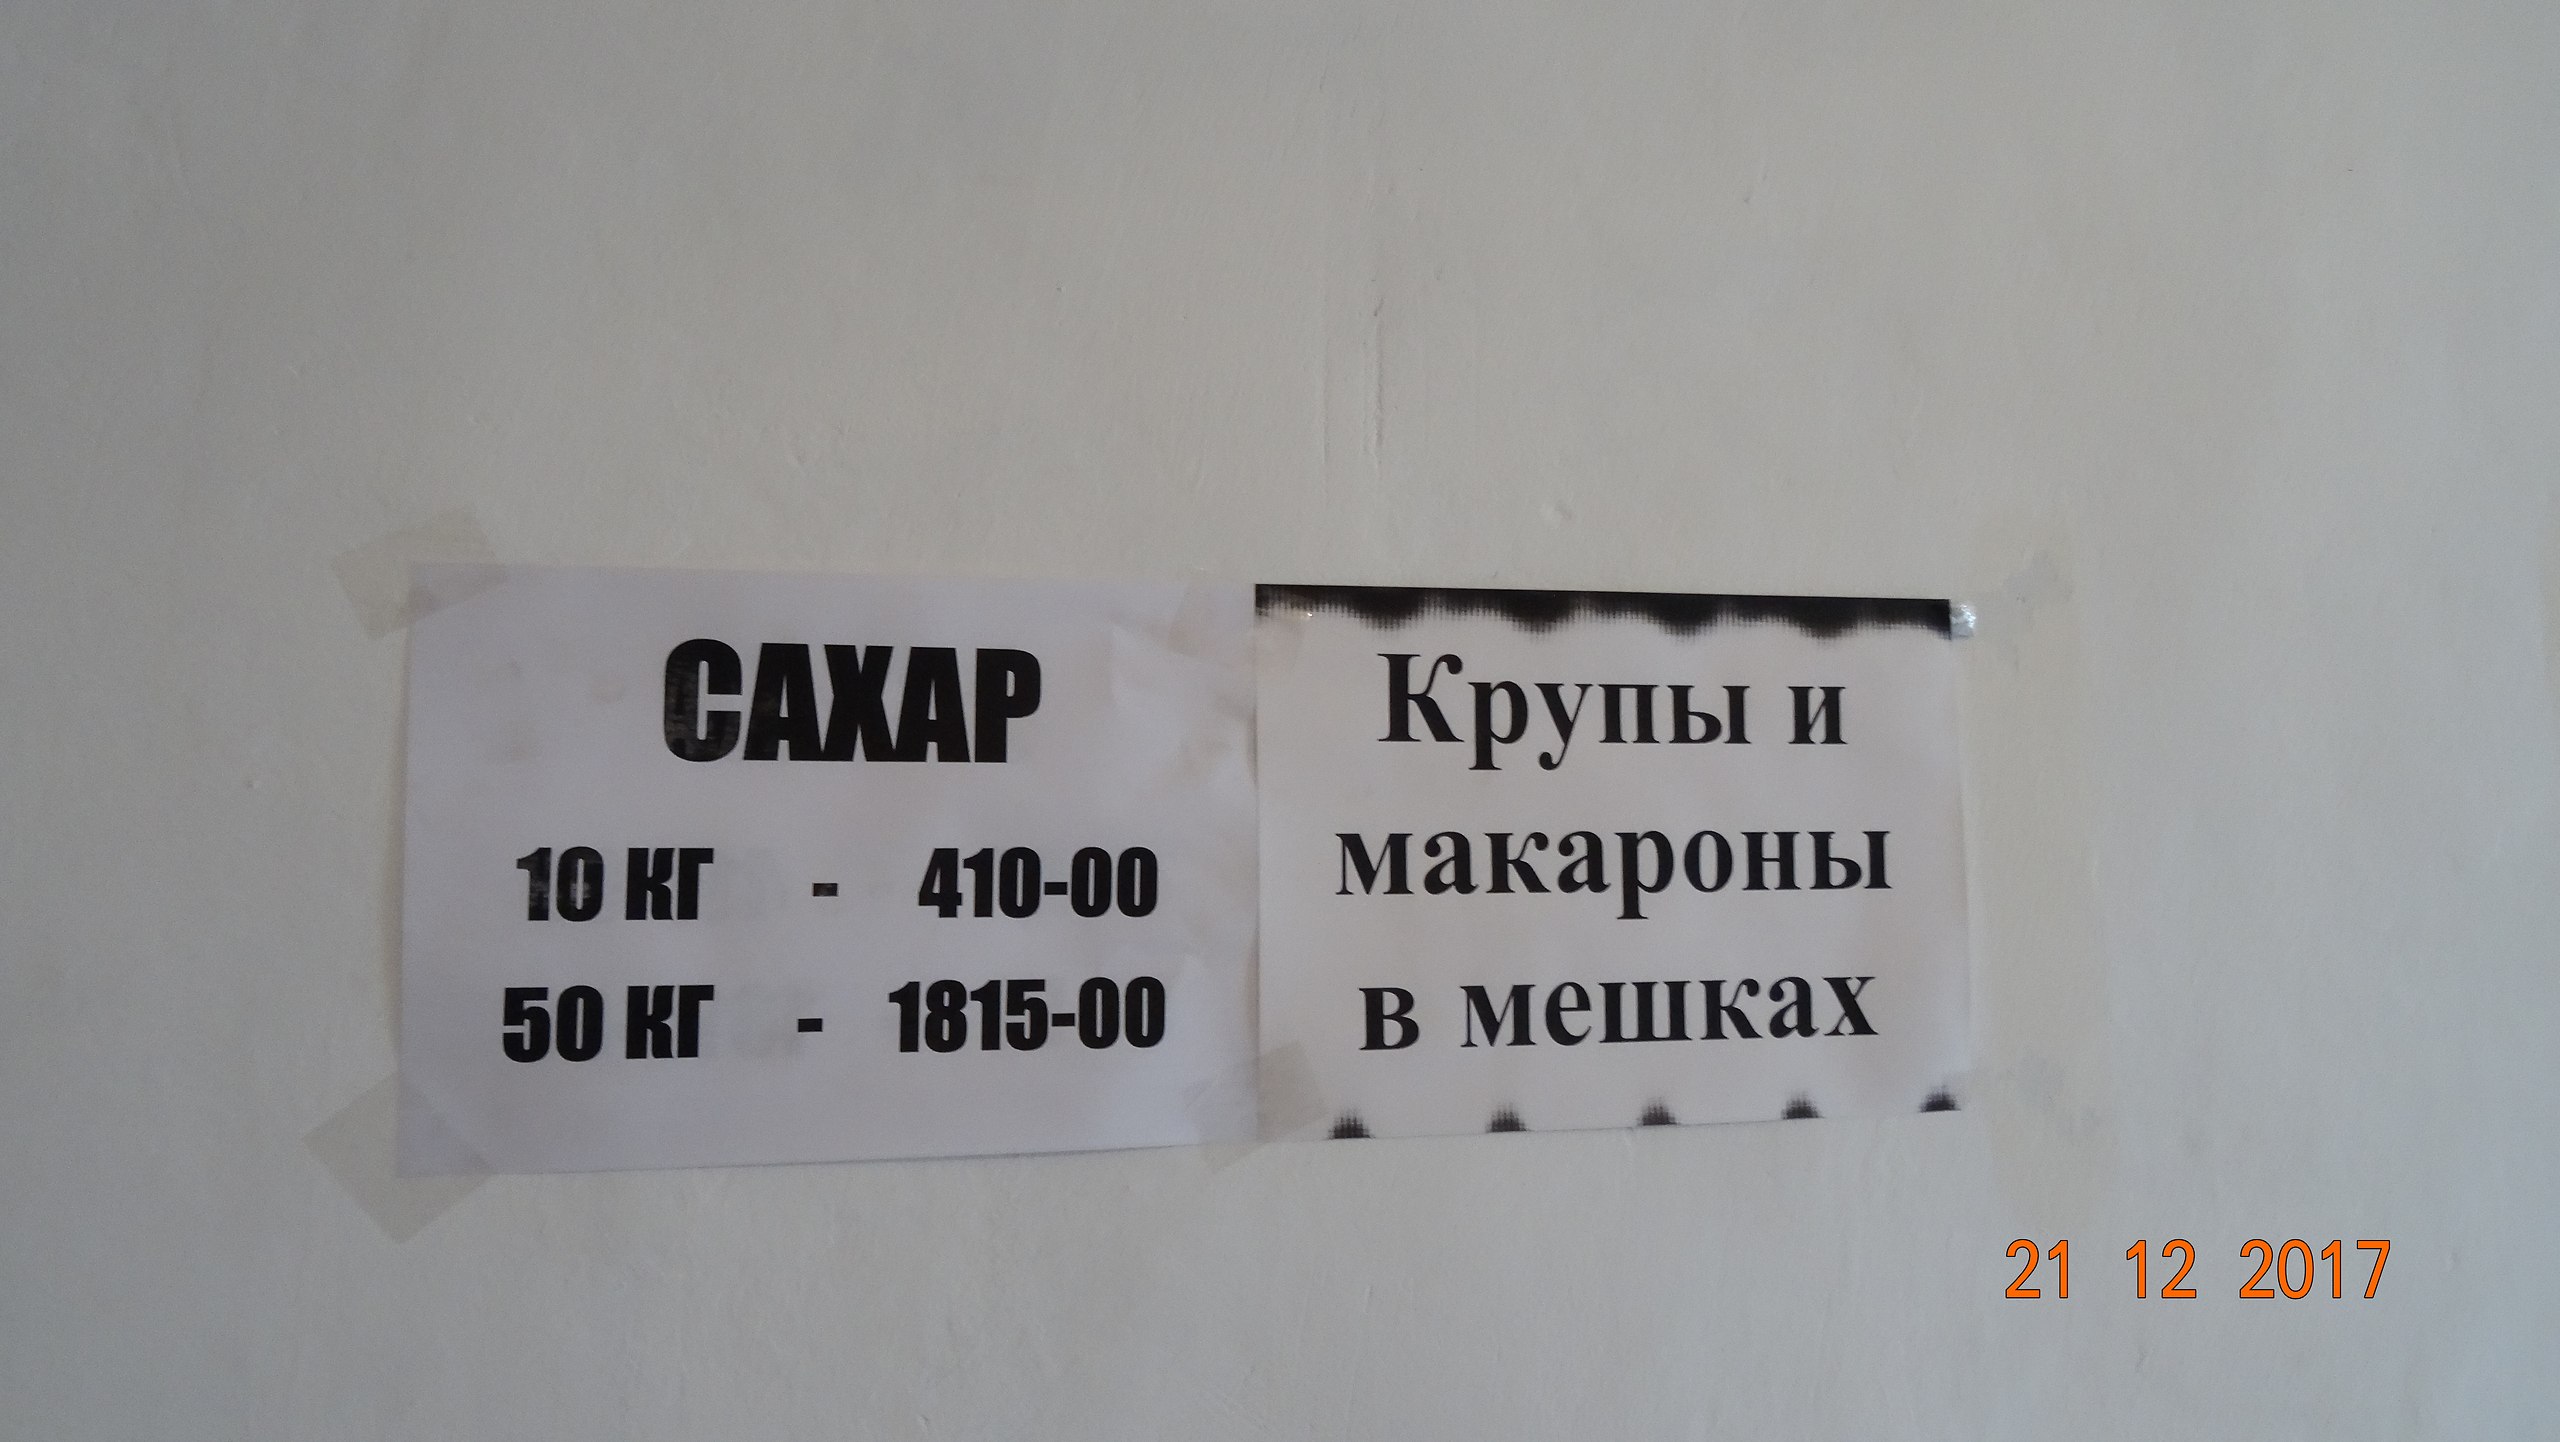 САХАР
10 КГ - 410-00
50 КГ - 1815-00
Крупы и
макароны
в мешках
21 12 2017